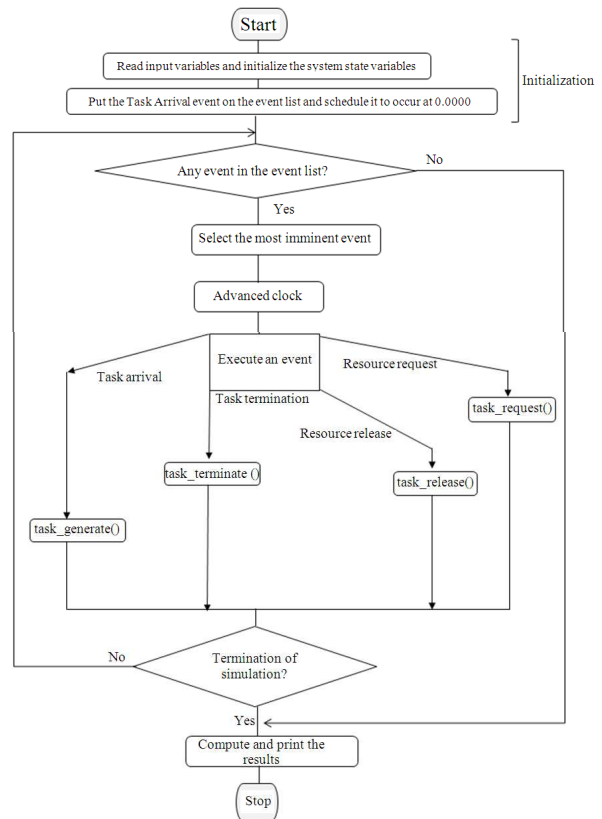 Start
Read input variables and initialize the system state variables
Initialization
Put the Task Arrival event on the event list and schedule it to occur at 0.0000
Any event in the event list?
No
Yes
Select the most imminent event
Advanced clock
Execute an event
Resource request
Task arrival
Task termination
task_request()
Resource release
task_terminate ()
task_release()
task_generate()
No
Termination of
simulation?
Yes
Compute and print the
results
Stop